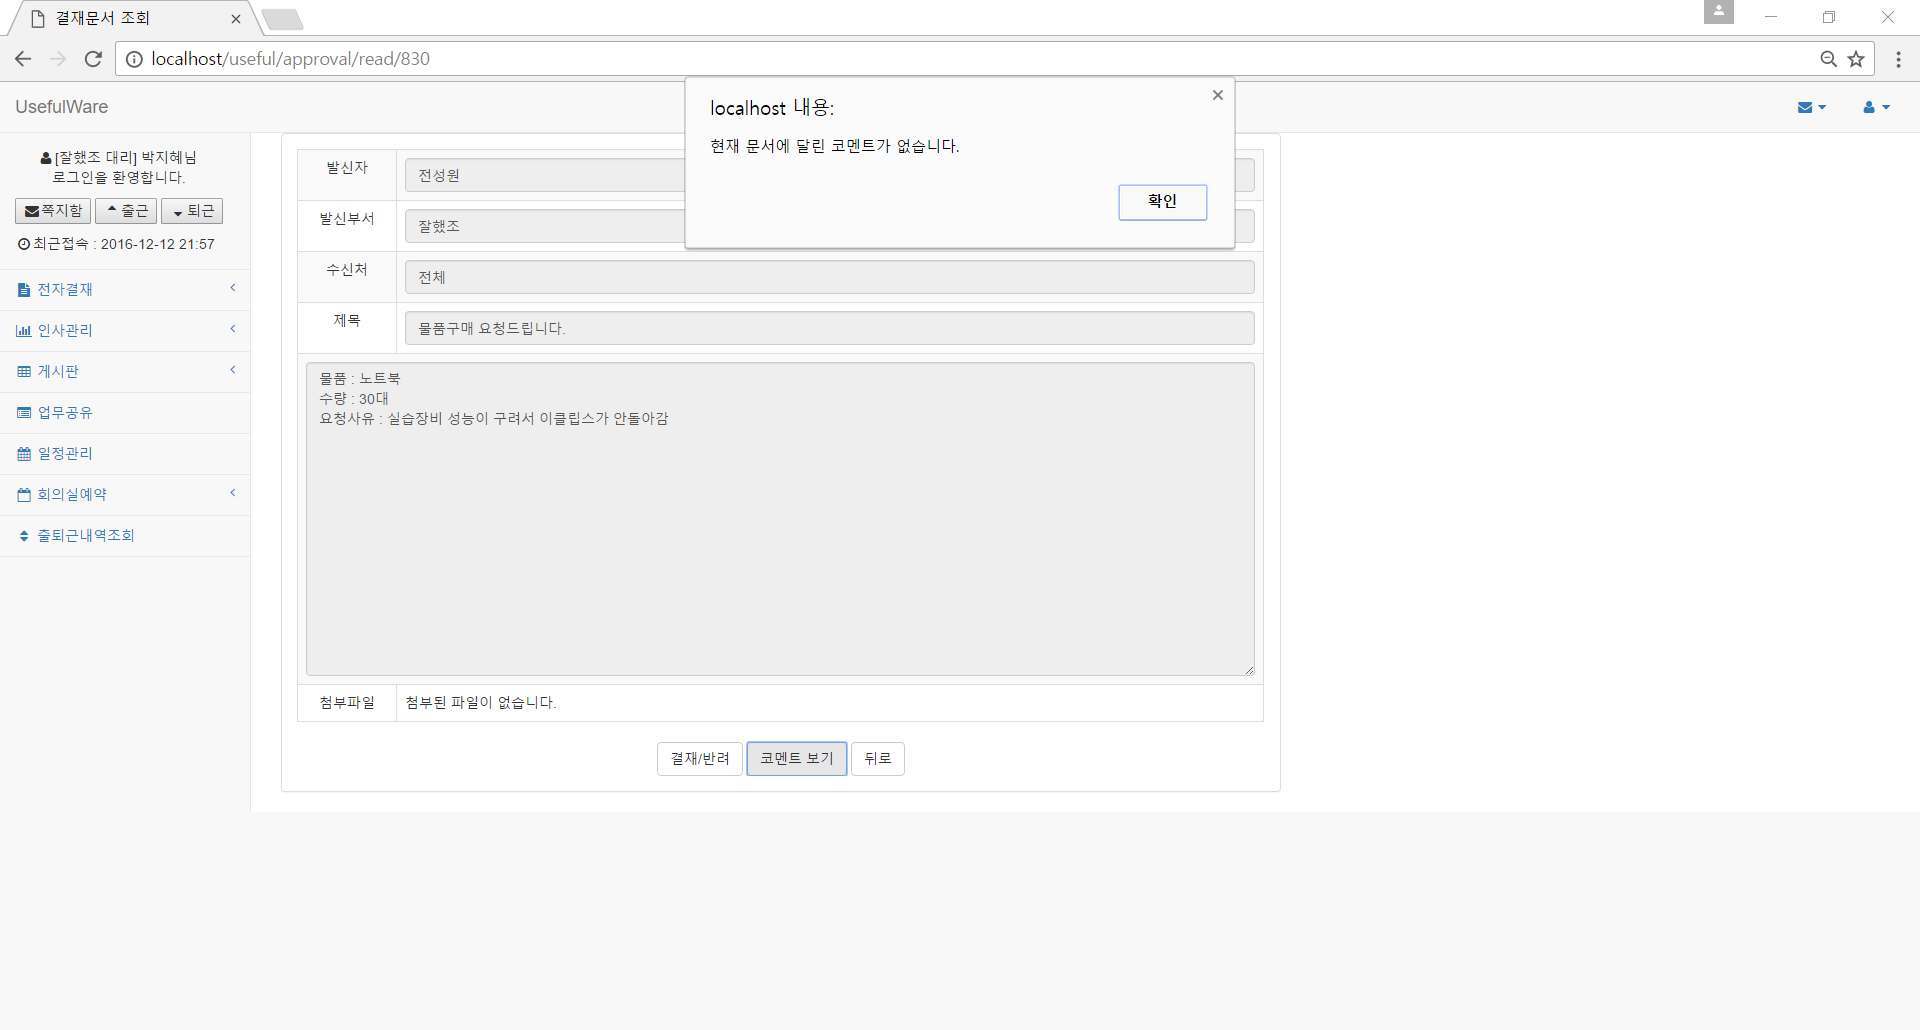 결재문서 조회
localhost/useful/approval/read/830
UsefulWare
localhost 내용:
현재 문서에 달린 코멘트가 없습니다.
확인
[잘했조 대리] 박지혜님
로그인을 환영합니다.
쪽지함 출근 퇴근
최근접속 : 2016-12-12 21:57
전자결재
인사관리
게시판
업무공유
일정관리
회의실예약
출퇴근내역조회
발신자 전성원
발신부서 잘했조
수신처 전체
제목 물품구매 요청드립니다.
물품 : 노트북
수량 : 30대
요청사유 : 실습장비 성능이 구려서 이클립스가 안돌아감
첨부파일 첨부된 파일이 없습니다.
결재/반려 코멘트 보기 뒤로